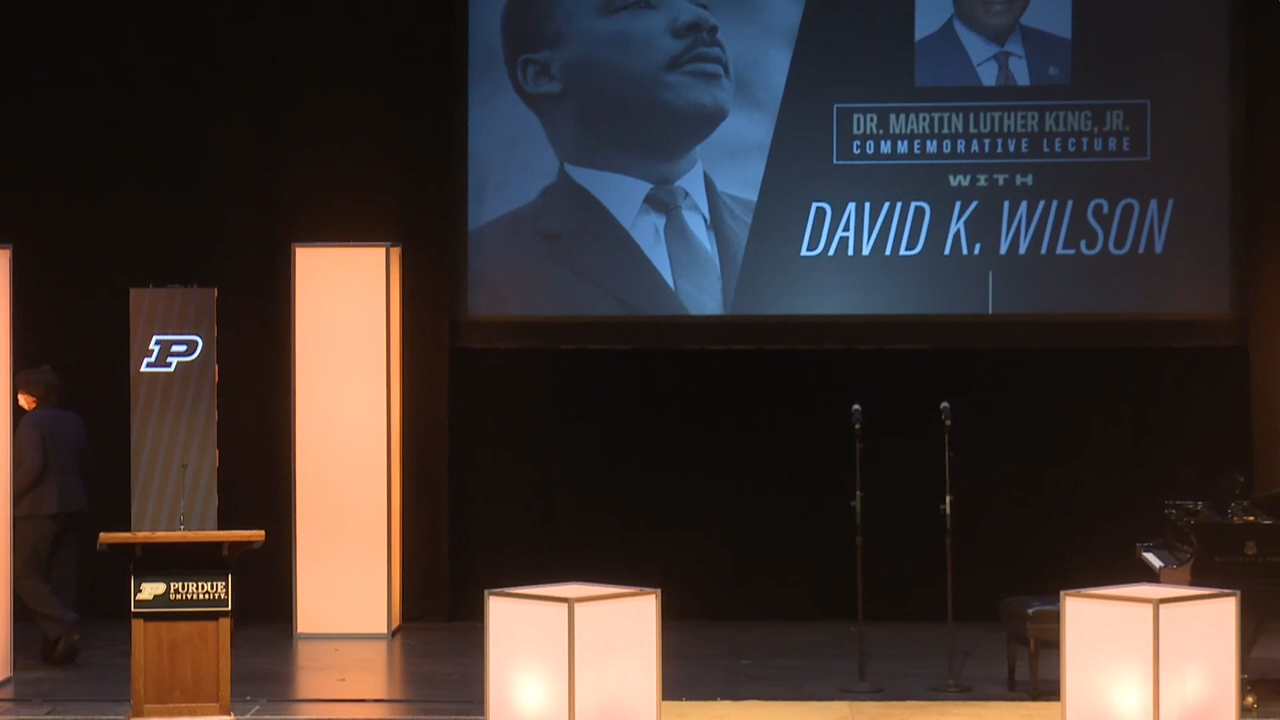 DR. MARTIN LUTHER KING, JR.
COMMEMORATIVE LECTURE
WITH
DAVID K. WILSON
P
P PURDUE
UNIVERSITY.